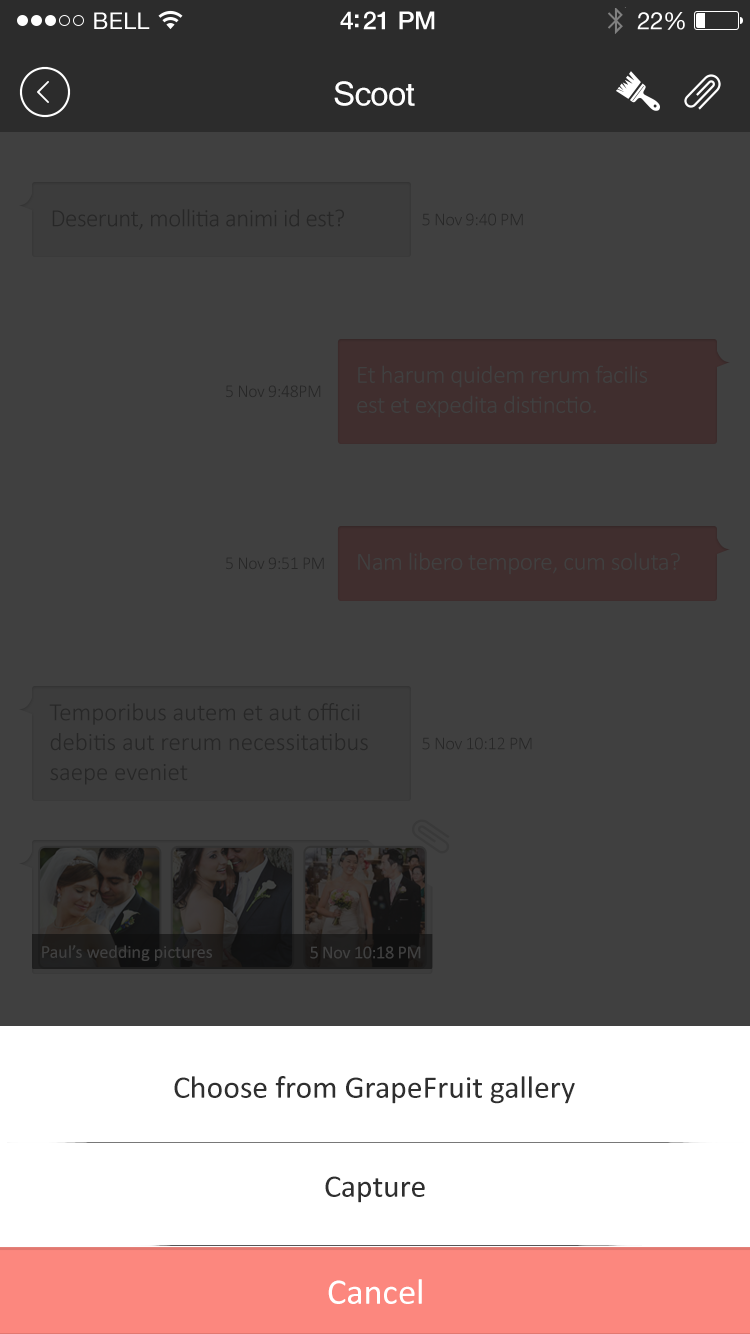 BELL 4:21 PM 22%
Scoot
Deserunt, mollitia animi id est?
5 Nov 9:40 PM
Et harum quidem rerum facilis
est et expedita distinctio.
5 Nov 9:48PM
Nam libero tempore, cum soluta?
5 Nov 9:51 PM
Temporibus autem et aut officii
debitis aut rerum necessitatibus
saepe eveniet
5 Nov 10:12 PM
Paul's wedding pictures 5 Nov 10:18 PM
Choose from GrapeFruit gallery
Capture
Cancel